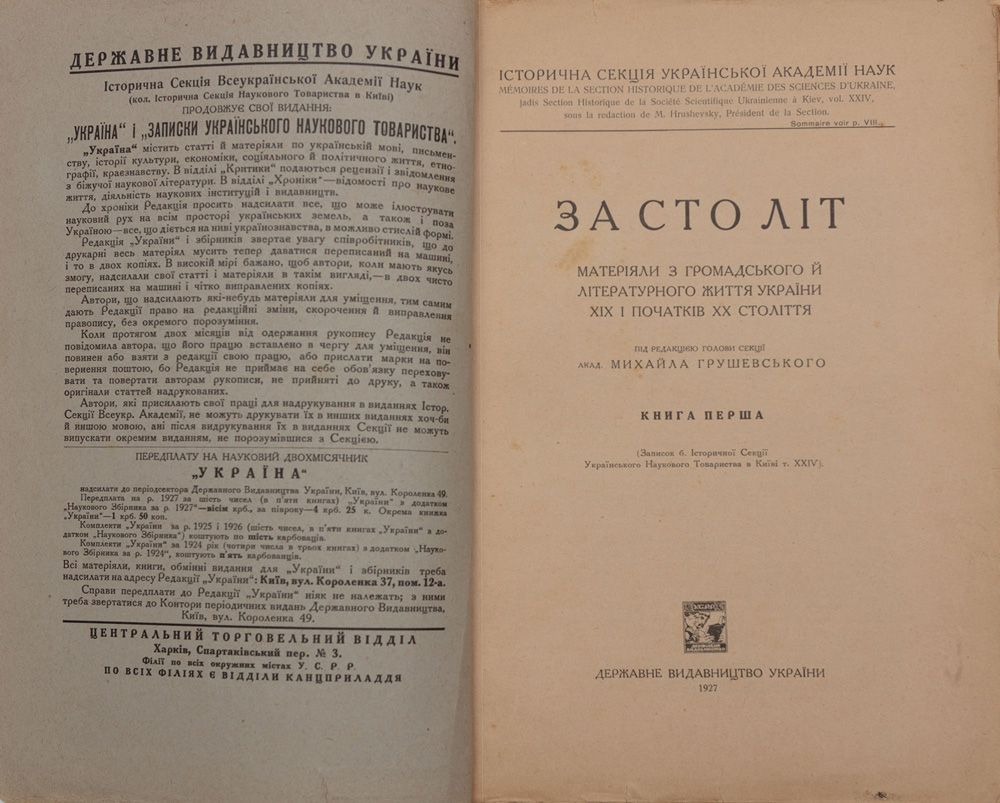 ДЕРЖАВНЕ ВИДАВНИЦТВО УКРАЇНИ
Історична Секція Всеукраїнської Академії Наук
(кол. Історична Секція Наукового Товариства в Київі)
ПРОДОВЖУЄ СВОЇ ВИДАННЯ:
„УКРАЇНА“ і „ЗАПИСКИ УКРАЇНСЬКОГО НАУКОВОГО ТОВАРИСТВА“.
„Україна“ містить статті й матеріяли по українській мові, письмен-
ству, історії культури, економіки, соціяльного й політичного життя, етно-
графії, краєзнавству. В відділі „Критики“ подаються рецензії і звідомлення
з біжучої наукової літератури. В відділі „Хроніки“—відомості про наукове
життя, діяльність наукових інституцій і видавництв.
До хроніки Редакція просить надсилати все, що може ілюструвати
науковий рух на всім просторі українських земель, а також і поза
Україною—все, що діється на ниві українознавства, в можливо стислій формі.
Редакція „України“ і збірників звертає увагу співробітників, що до
друкарні весь матеріял мусить тепер даватися переписаний на машині,
і то в двох копіях. В високій мірі бажано, щоб автори, коли мають якусь
змогу, надсилали свої статті і матеріяли в такім вигляді,—в двох чисто
переписаних на машині і чітко виправлених копіях.
Автори, що надсилають які-небудь матеріяли для уміщення, тим самим
дають Редакції право на редакційні зміни, скорочення й виправлення
правопису, без окремого порозуміння.
Коли протягом двох місяців від одержання рукопису Редакція не
повідомила автора, що його працю вставлено в чергу для уміщення, він
повинен або взяти з редакції свою працю, або прислати марки на по-
вернення поштою, бо Редакція не приймає на себе обов'язку перехову-
вати та повертати авторам рукописи, не прийняті до друку, а також
оригінали статтей надрукованих.
Автори, які присилають свої праці для надрукування в виданнях Істор.
Секції Всеукр. Академії, не можуть друкувати їх в инших виданнях хоч-би
й иншою мовою, ані після видрукування їх в виданнях Секції не можуть
випускати окремим виданням, не порозумівшися з Секцією.
ПЕРЕДПЛАТУ НА НАУКОВИЙ ДВОХМІСЯЧНИК
„УКРАЇНА“
надсилати до періодсектора Державного Видавництва України, Київ, вул. Короленка 49.
Передплата на р. 1927 за шість чисел (в п'яти книгах) „України“ з додатком
„Наукового Збірника за р. 1927“—вісім крб., за півроку—4 крб. 25 к. Окрема книжка
„України“—1 крб. 50 коп.
Комплекти „України за р. 1925 і 1926 (шість чисел, в п'яти книгах „України“ з до-
датком „Наукового Збірника“) коштують по шість карбованців.
Комплекти „України“ за 1924 рік (чотири числа в трьох книгах) з додатком „Науко-
вого Збірника за р. 1924“, коштують п'ять карбованців.
Всі матеріяли, книги, обмінні видання для „України“ і збірників треба
надсилати на адресу Редакції „України“: Київ, вул. Короленка 37, пом. 12-а.
Справи передплати до Редакції „України“ ніяк не належать; з ними
треба звертатися до Контори періодичних видань Державного Видавництва,
Київ, вул. Короленка 49.
ЦЕНТРАЛЬНИЙ ТОРГОВЕЛЬНИЙ ВІДДІЛ
Харків, Спартаківський пер. № 3.
Філії по всіх окружних містах У. С. Р. Р.
ПО ВСІХ ФІЛІЯХ Є ВІДДІЛИ КАНЦПРИЛАДДЯ
ІСТОРИЧНА СЕКЦІЯ УКРАЇНСЬКОЇ АКАДЕМІЇ НАУК
MÉMOIRES DE LA SECTION HISTORIQUE DE L'ACADÉMIE DES SCIENCES D'UKRAINE,
jadis Section Historique de la Société Scientifique Ukrainienne à Kiev, vol. XXIV,
sous la redaction de M. Hrushevsky, Président de la Section.
Sommaire voir p. VIII.
ЗА СТО ЛІТ
МАТЕРІЯЛИ З ГРОМАДСЬКОГО Й
ЛІТЕРАТУРНОГО ЖИТТЯ УКРАЇНИ
XIX І ПОЧАТКІВ XX СТОЛІТТЯ
ПІД РЕДАКЦІЄЮ ГОЛОВИ СЕКЦІЇ
АКАД. МИХАЙЛА ГРУШЕВСЬКОГО
КНИГА ПЕРША
(Записок б. Історичної Секції
Українського Наукового Товариства в Київі т. XXIV).
УСРР
ДЕРЖАВНЕ ВИДАВНИЦТВО УКРАЇНИ
1927